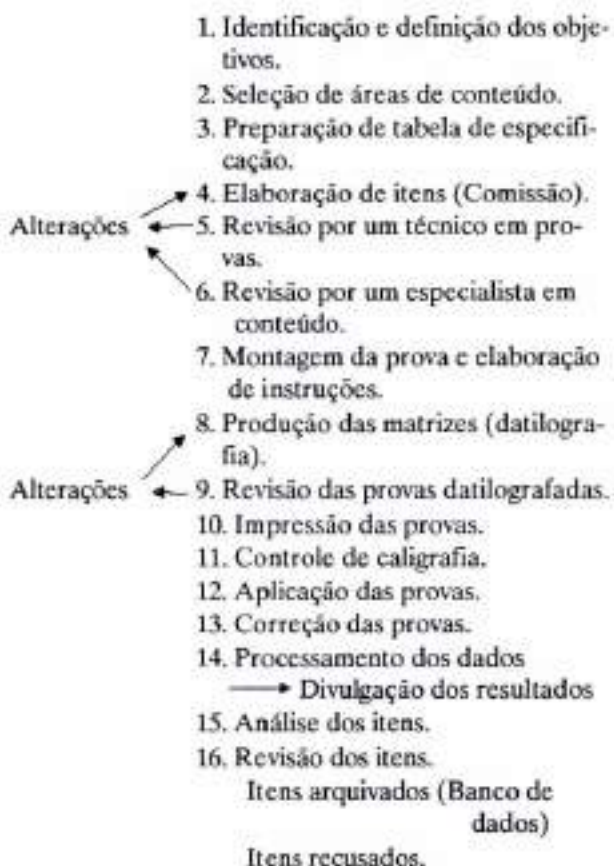 1. Identificação e definição dos obje-
tivos.
2. Seleção de áreas de conteúdo.
3. Preparação de tabela de especifi-
cação.
4. Elaboração de itens (Comissão).
Alterações 5. Revisão por um técnico em pro-
vas.
6. Revisão por um especialista em
conteúdo.
7. Montagem da prova e elaboração
de instruções.
8. Produção das matrizes (datilogra-
fia).
Alterações 9. Revisão das provas datilografadas.
10. Impressão das provas.
11. Controle de caligrafia.
12. Aplicação das provas.
13. Correção das provas.
14. Processamento dos dados
Divulgação dos resultados
15. Análise dos itens.
16. Revisão dos itens.
Itens arquivados (Banco de
dados)
Itens recusados.